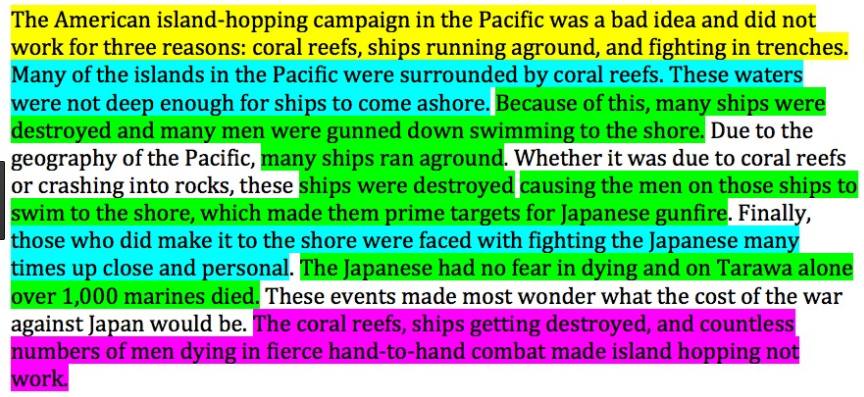 The American island-hopping campaign in the Pacific was a bad idea and did not
work for three reasons: coral reefs, ships running aground, and fighting in trenches.
Many of the islands in the Pacific were surrounded by coral reefs. These waters
were not deep enough for ships to come ashore. Because of this, many ships were
destroyed and many men were gunned down swimming to the shore. Due to the
geography of the Pacific, many ships ran aground. Whether it was due to coral reefs
or crashing into rocks, these ships were destroyed causing the men on those ships to
swim to the shore, which made them prime targets for Japanese gunfire. Finally,
those who did make it to the shore were faced with fighting the Japanese many
times up close and personal. The Japanese had no fear in dying and on Tarawa alone
over 1,000 marines died. These events made most wonder what the cost of the war
against Japan would be. The coral reefs, ships getting destroyed, and countless
numbers of men dying in fierce hand-to-hand combat made island hopping not
work.